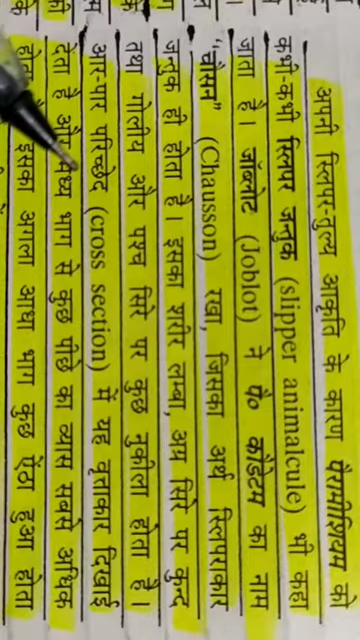 अपनी स्लिपर-तुल्य आकृति के कारण पैरामीशियम को
कभी-कभी स्लिपर जन्तुक (slipper animalcule) भी कहा
जाता है। जॉब्लोट (Joblot) ने पै० कौडेटम का नाम
“चौसन” (Chausson) रखा, जिसका अर्थ स्लिपराकार
जन्तुक ही होता है। इसका शरीर लम्बा, अग्र सिरे पर कुन्द
तथा गोलीय और पश्च सिरे पर कुछ नुकीला होता है।
आर-पार परिच्छेद (cross section) में यह वृत्ताकार दिखाई
देता है और मध्य भाग से कुछ पीछे का व्यास सबसे अधिक
इसका अगला आधा भाग कुछ ऐंठा हुआ होता